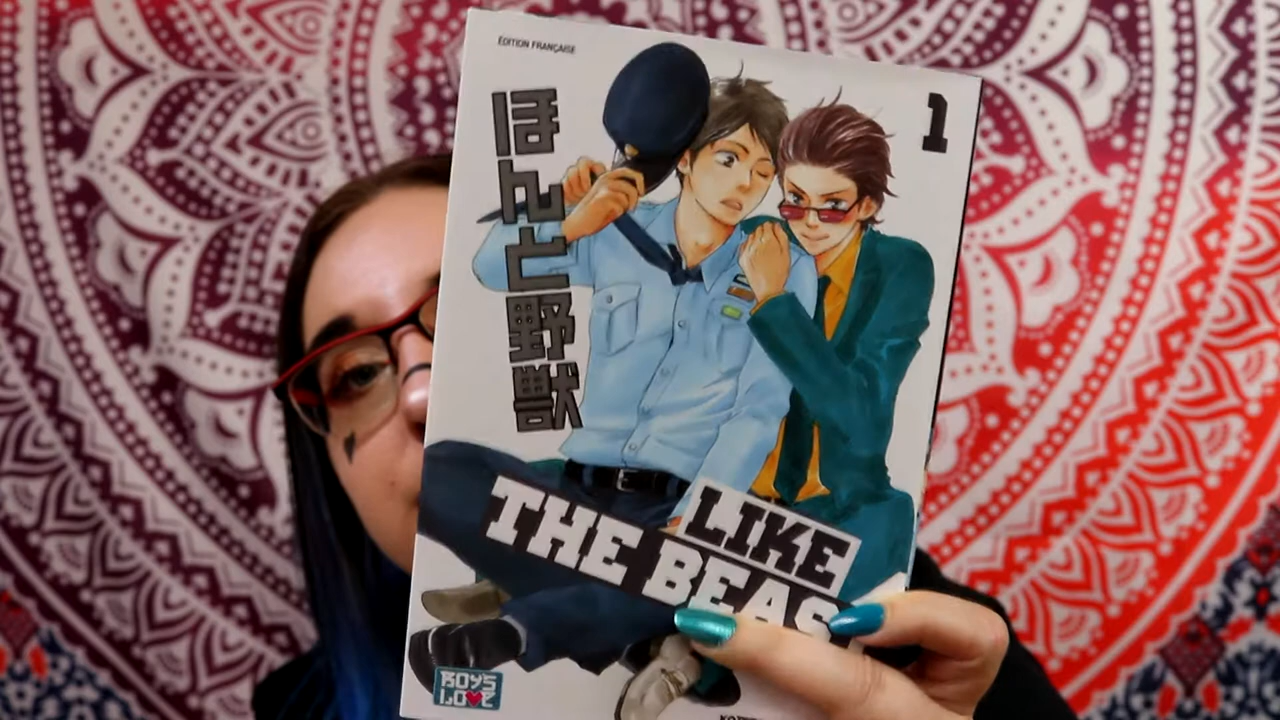 ÉDITION FRANÇAISE
1
ほんと野獣
LIKE
THE BEAS
BOYS
LOVE